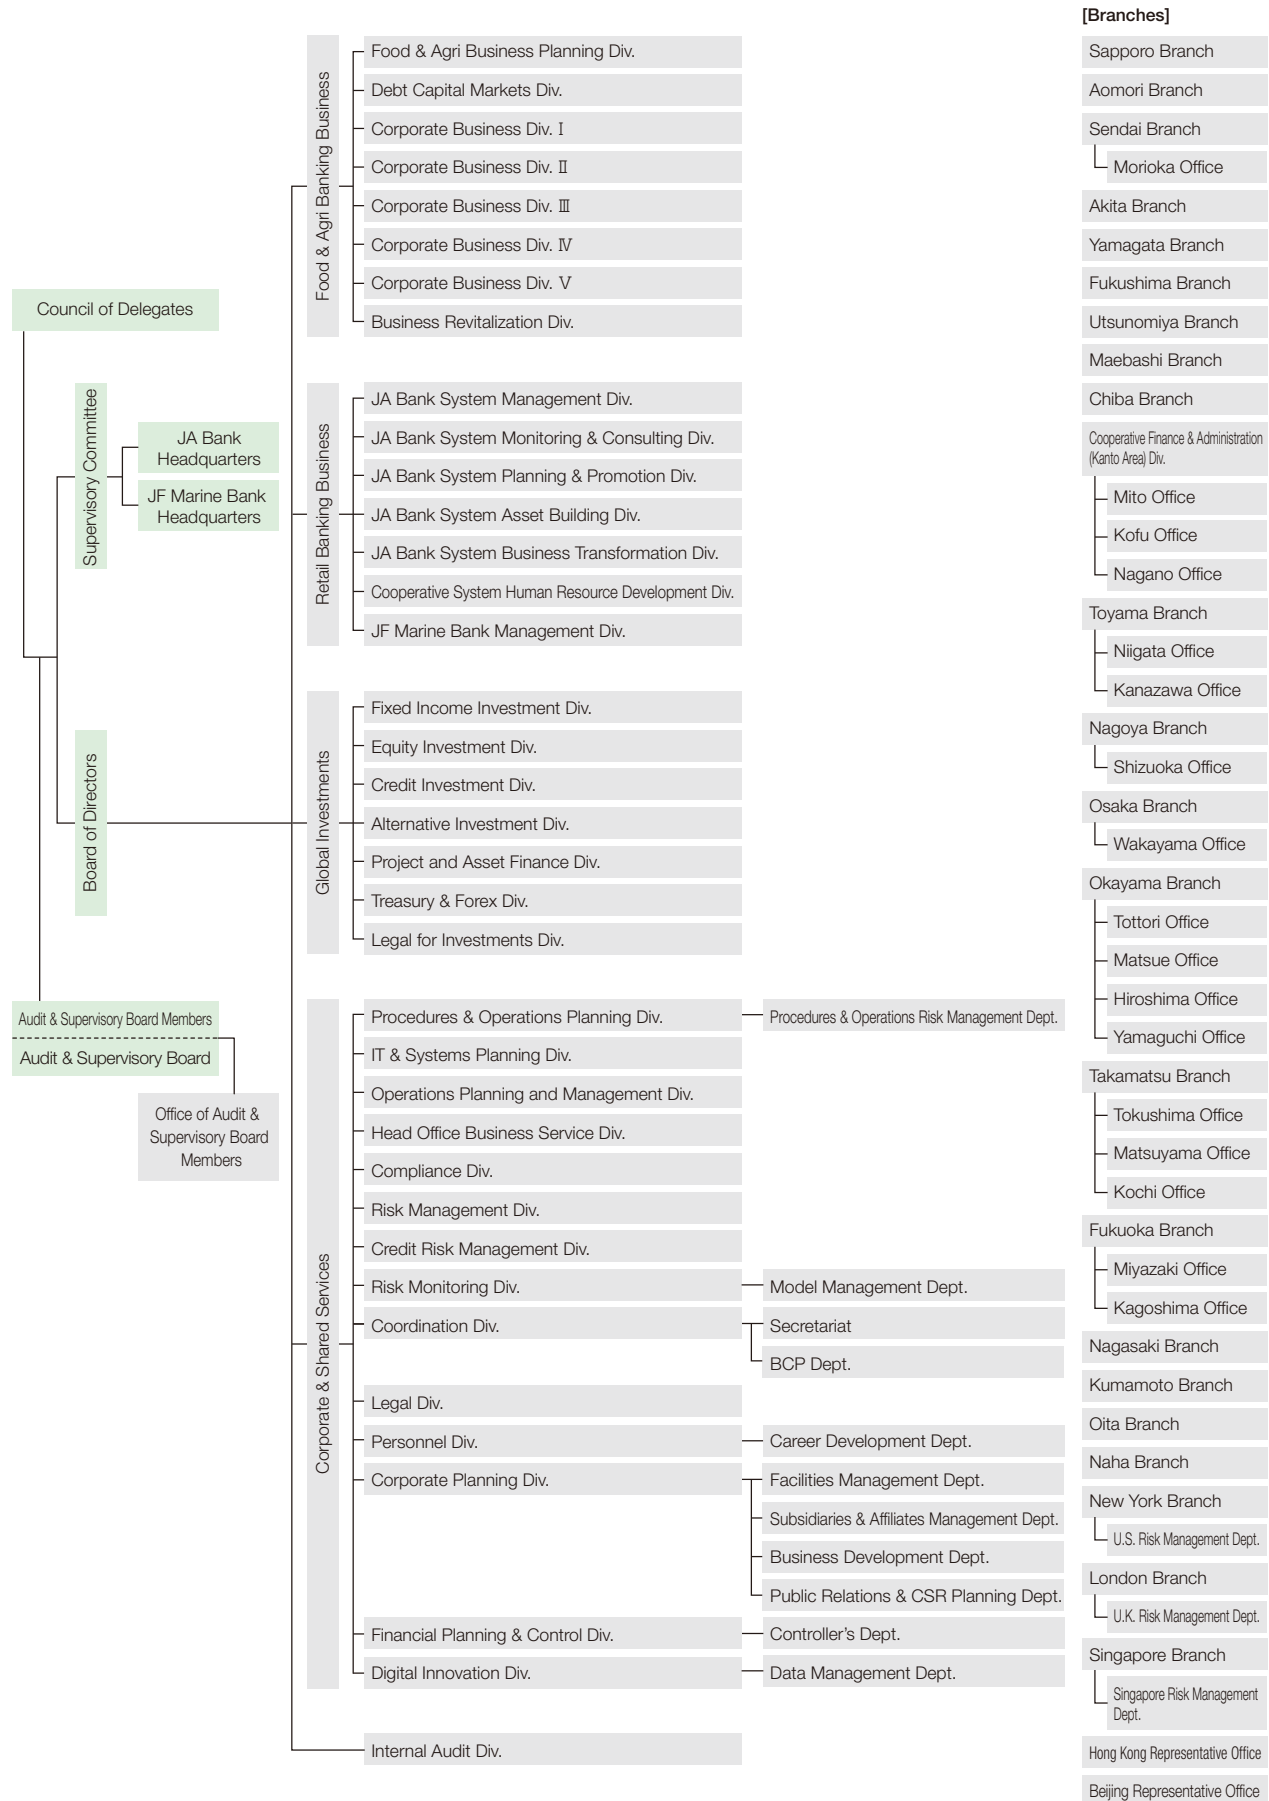 Council of Delegates
Supervisory Committee
JA Bank
Headquarters
JF Marine Bank
Headquarters
Board of Directors
Audit & Supervisory Board Members
Audit & Supervisory Board
Office of Audit &
Supervisory Board
Members
Food & Agri Banking Business
Food & Agri Business Planning Div.
Debt Capital Markets Div.
Corporate Business Div. Ⅰ
Corporate Business Div. Ⅱ
Corporate Business Div. Ⅲ
Corporate Business Div. Ⅳ
Corporate Business Div. Ⅴ
Business Revitalization Div.
Retail Banking Business
JA Bank System Management Div.
JA Bank System Monitoring & Consulting Div.
JA Bank System Planning & Promotion Div.
JA Bank System Asset Building Div.
JA Bank System Business Transformation Div.
Cooperative System Human Resource Development Div.
JF Marine Bank Management Div.
Global Investments
Fixed Income Investment Div.
Equity Investment Div.
Credit Investment Div.
Alternative Investment Div.
Project and Asset Finance Div.
Treasury & Forex Div.
Legal for Investments Div.
Corporate & Shared Services
Procedures & Operations Planning Div.
Procedures & Operations Risk Management Dept.
IT & Systems Planning Div.
Operations Planning and Management Div.
Head Office Business Service Div.
Compliance Div.
Risk Management Div.
Credit Risk Management Div.
Risk Monitoring Div.
Model Management Dept.
Coordination Div.
Secretariat
BCP Dept.
Legal Div.
Personnel Div.
Career Development Dept.
Corporate Planning Div.
Facilities Management Dept.
Subsidiaries & Affiliates Management Dept.
Business Development Dept.
Public Relations & CSR Planning Dept.
Financial Planning & Control Div.
Controller's Dept.
Digital Innovation Div.
Data Management Dept.
Internal Audit Div.
[Branches]
Sapporo Branch
Aomori Branch
Sendai Branch
Morioka Office
Akita Branch
Yamagata Branch
Fukushima Branch
Utsunomiya Branch
Maebashi Branch
Chiba Branch
Cooperative Finance & Administration
(Kanto Area) Div.
Mito Office
Kofu Office
Nagano Office
Toyama Branch
Niigata Office
Kanazawa Office
Nagoya Branch
Shizuoka Office
Osaka Branch
Wakayama Office
Okayama Branch
Tottori Office
Matsue Office
Hiroshima Office
Yamaguchi Office
Takamatsu Branch
Tokushima Office
Matsuyama Office
Kochi Office
Fukuoka Branch
Miyazaki Office
Kagoshima Office
Nagasaki Branch
Kumamoto Branch
Oita Branch
Naha Branch
New York Branch
U.S. Risk Management Dept.
London Branch
U.K. Risk Management Dept.
Singapore Branch
Singapore Risk Management
Dept.
Hong Kong Representative Office
Beijing Representative Office